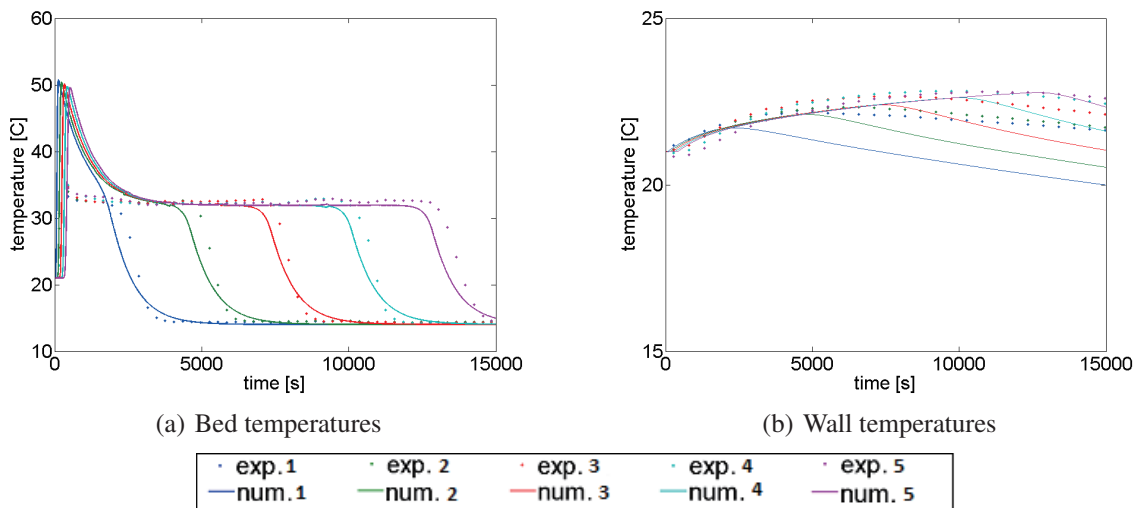 60
50
40
30
20
10
temperature [C]
0 5000 10000 15000
time [s]
(a) Bed temperatures
25
20
15
temperature [C]
0 5000 10000 15000
time [s]
(b) Wall temperatures
exp. 1 exp. 2 exp. 3 exp. 4 exp. 5
num. 1 num. 2 num. 3 num. 4 num. 5